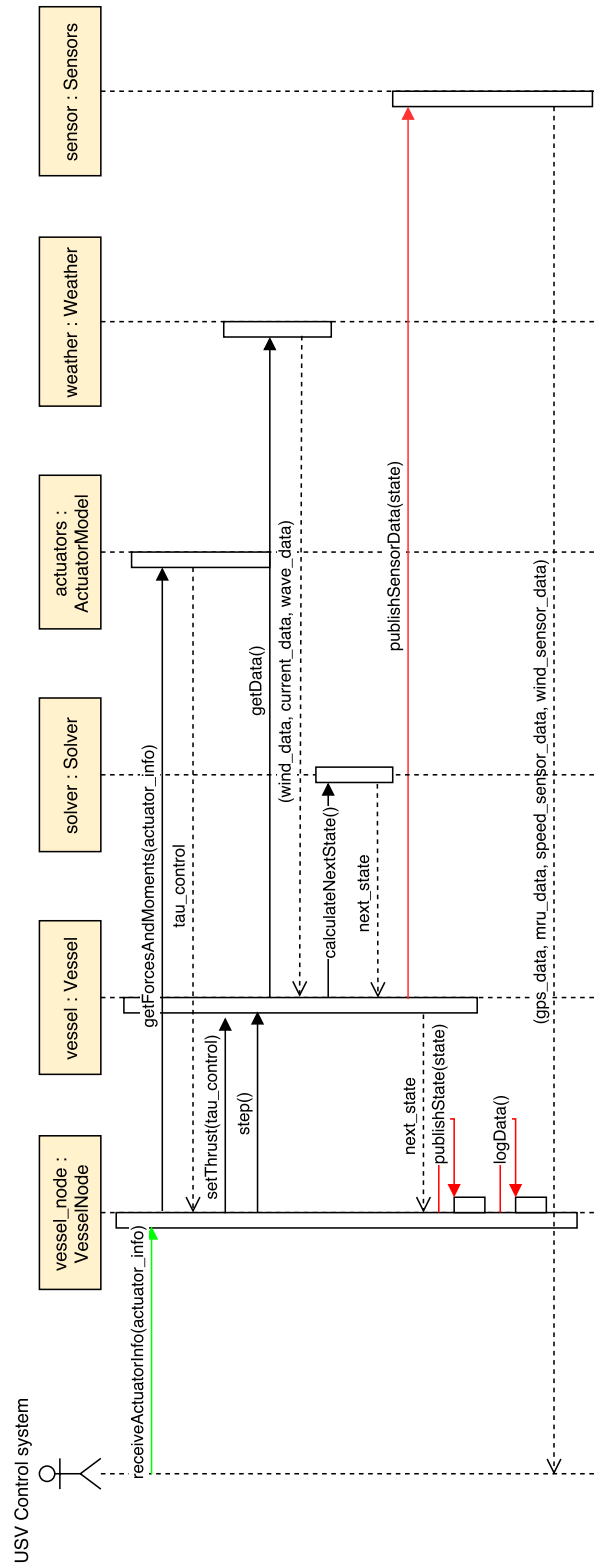 USV Control system
vessel_node :
VesselNode
vessel : Vessel
solver : Solver
actuators :
ActuatorModel
weather : Weather
sensor : Sensors
receiveActuatorInfo(actuator_info)
getForcesAndMoments(actuator_info)
tau_control
setThrust(tau_control)
step()
getData()
(wind_data, current_data, wave_data)
calculateNextState()
next_state
publishSensorData(state)
next_state
publishState(state)
logData()
(gps_data, mru_data, speed_sensor_data, wind_sensor_data)